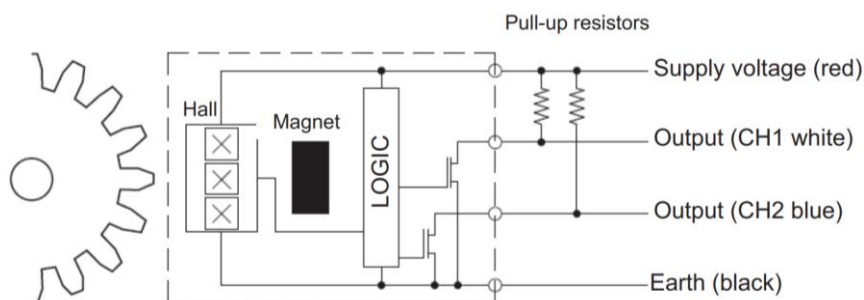 Pull-up resistors
Supply voltage (red)
Hall
Magnet
LOGIC
Output (CH1 white)
Output (CH2 blue)
Earth (black)